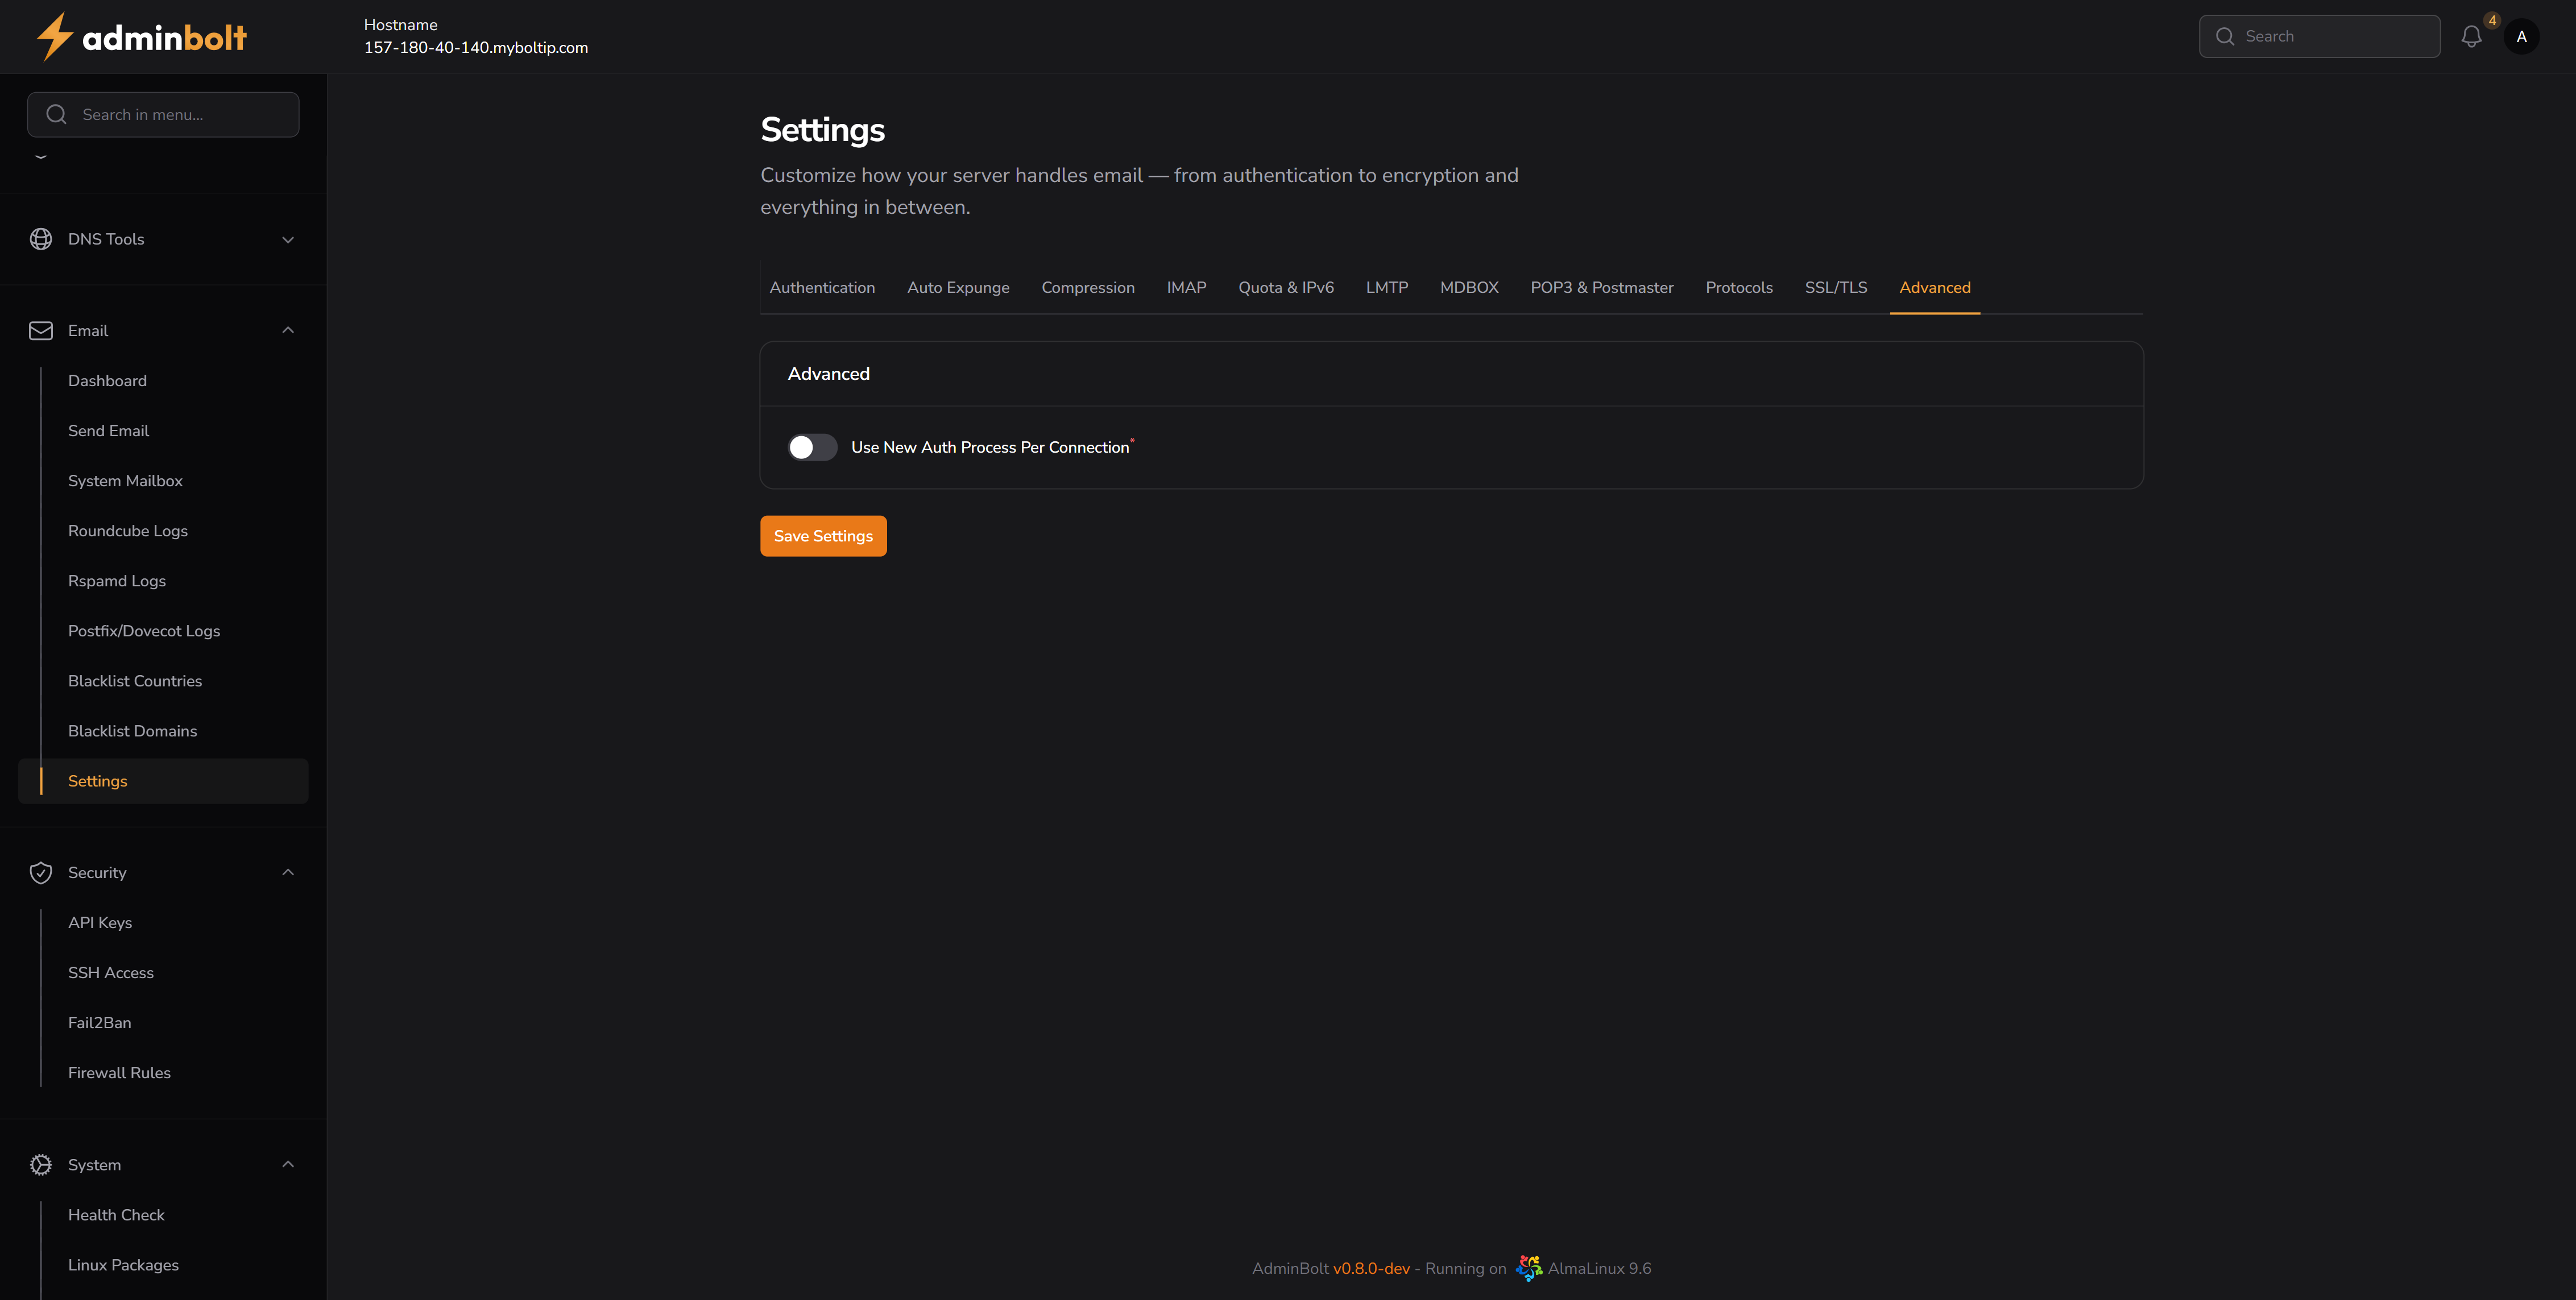 adminbolt
Hostname
157-180-40-140.myboltip.com
Search
4
A
Search in menu...
DNS Tools
Email
Dashboard
Send Email
System Mailbox
Roundcube Logs
Rspamd Logs
Postfix/Dovecot Logs
Blacklist Countries
Blacklist Domains
Settings
Security
API Keys
SSH Access
Fail2Ban
Firewall Rules
System
Health Check
Linux Packages
Settings
Customize how your server handles email — from authentication to encryption and
everything in between.
Authentication Auto Expunge Compression IMAP Quota & IPv6 LMTP MDBOX POP3 & Postmaster Protocols SSL/TLS Advanced
Advanced
Use New Auth Process Per Connection*
Save Settings
AdminBolt v0.8.0-dev - Running on AlmaLinux 9.6